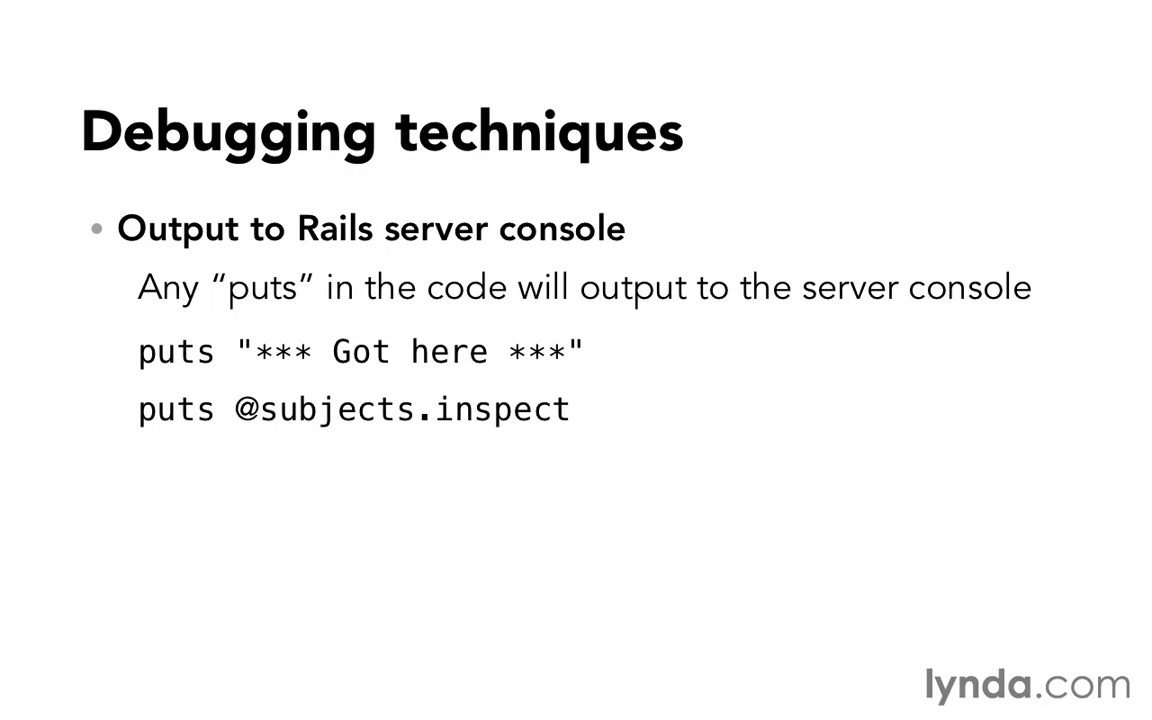 Debugging techniques
• Output to Rails server console
Any “puts” in the code will output to the server console
puts "*** Got here ***"
puts @subjects.inspect
lynda.com